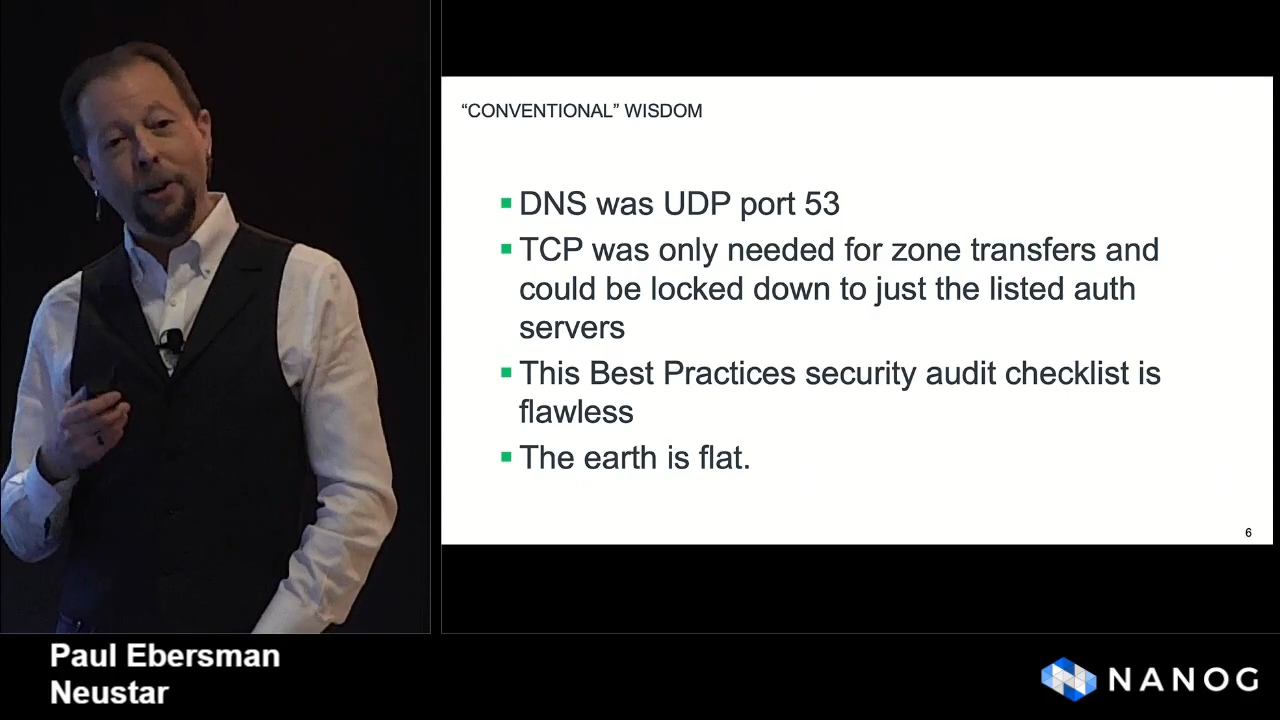 “CONVENTIONAL” WISDOM
DNS was UDP port 53
TCP was only needed for zone transfers and
could be locked down to just the listed auth
servers
This Best Practices security audit checklist is
flawless
The earth is flat.
6
Paul Ebersman
Neustar
NANOG